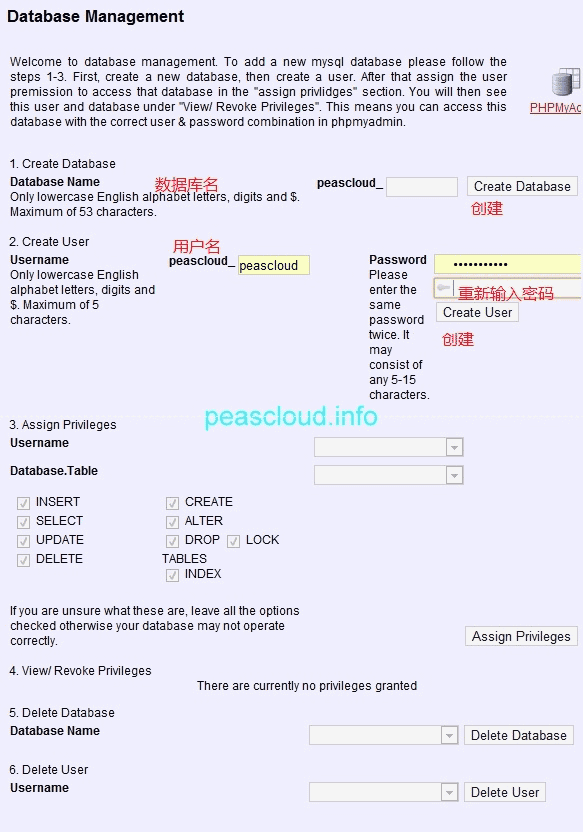 Database Management
Welcome to database management. To add a new mysql database please follow the
steps 1-3. First, create a new database, then create a user. After that assign the user
premission to access that database in the "assign privlidges" section. You will then see
this user and database under "View/ Revoke Privileges". This means you can access this
database with the correct user & password combination in phpmyadmin.
PHPMyAc
1. Create Database
Database Name
数据库名
peascloud_
Create Database
Only lowercase English alphabet letters, digits and $.
Maximum of 53 characters.
创建
2. Create User
用户名
Username
peascloud_
peascloud
Only lowercase English
alphabet letters, digits and
$. Maximum of 5
characters.
Password
Please
enter the
same
password
twice. It
may
consist of
any 5-15
characters.
•••••••••••
重新输入密码
Create User
创建
peascloud.info
3. Assign Privileges
Username
Database.Table
INSERT
CREATE
SELECT
ALTER
UPDATE
DROP
LOCK
DELETE
TABLES
INDEX
If you are unsure what these are, leave all the options
checked otherwise your database may not operate
correctly.
Assign Privileges
4. View/ Revoke Privileges
There are currently no privileges granted
5. Delete Database
Database Name
Delete Database
6. Delete User
Username
Delete User